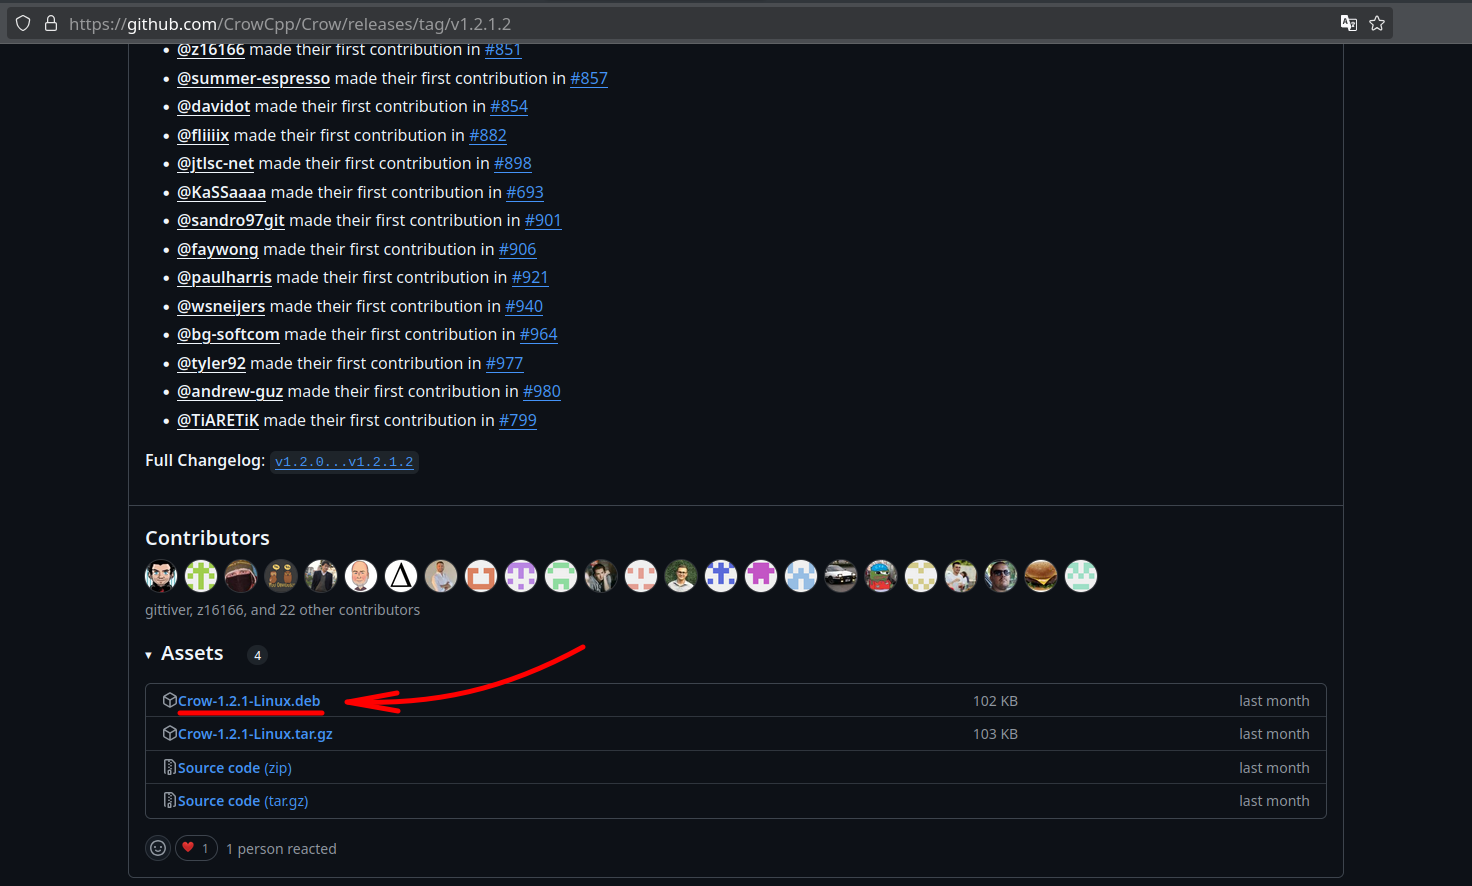 https://github.com/CrowCpp/Crow/releases/tag/v1.2.1.2
@z16166 made their first contribution in #851
@summer-espresso made their first contribution in #857
@davidot made their first contribution in #854
@fliiiix made their first contribution in #882
@jtlsc-net made their first contribution in #898
@KaSSaaaa made their first contribution in #693
@sandro97git made their first contribution in #901
@faywong made their first contribution in #906
@paulharris made their first contribution in #921
@wsneijers made their first contribution in #940
@bg-softcom made their first contribution in #964
@tyler92 made their first contribution in #977
@andrew-guz made their first contribution in #980
@TiARETiK made their first contribution in #799
Full Changelog: v1.2.0...v1.2.1.2
Contributors
gittiver, z16166, and 22 other contributors
Assets 4
Crow-1.2.1-Linux.deb 102 KB last month
Crow-1.2.1-Linux.tar.gz 103 KB last month
Source code (zip) last month
Source code (tar.gz) last month
1 1 person reacted